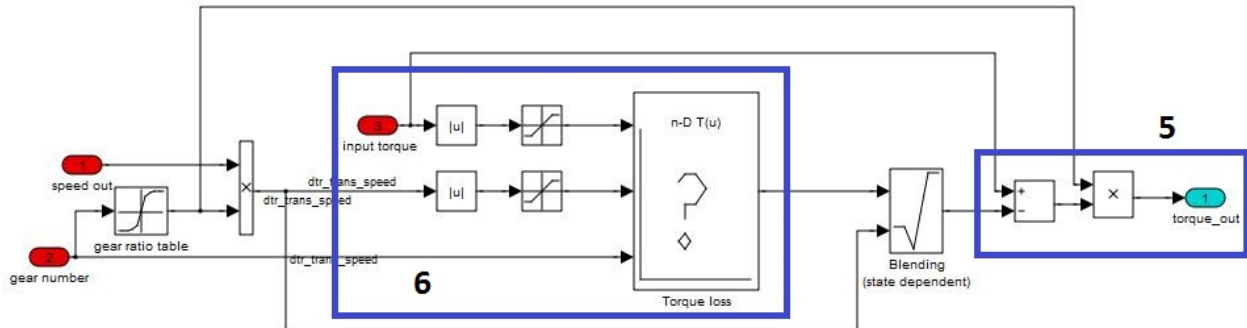 5
3
|u|
n-D T(u)
input torque
1
speed out
×
dtr_trans_speed
|u|
dtr_trans_speed
+
−
×
1
torque_out
gear ratio table
2
gear number
dtr_trans_speed
6
Torque loss
Blending
(state dependent)